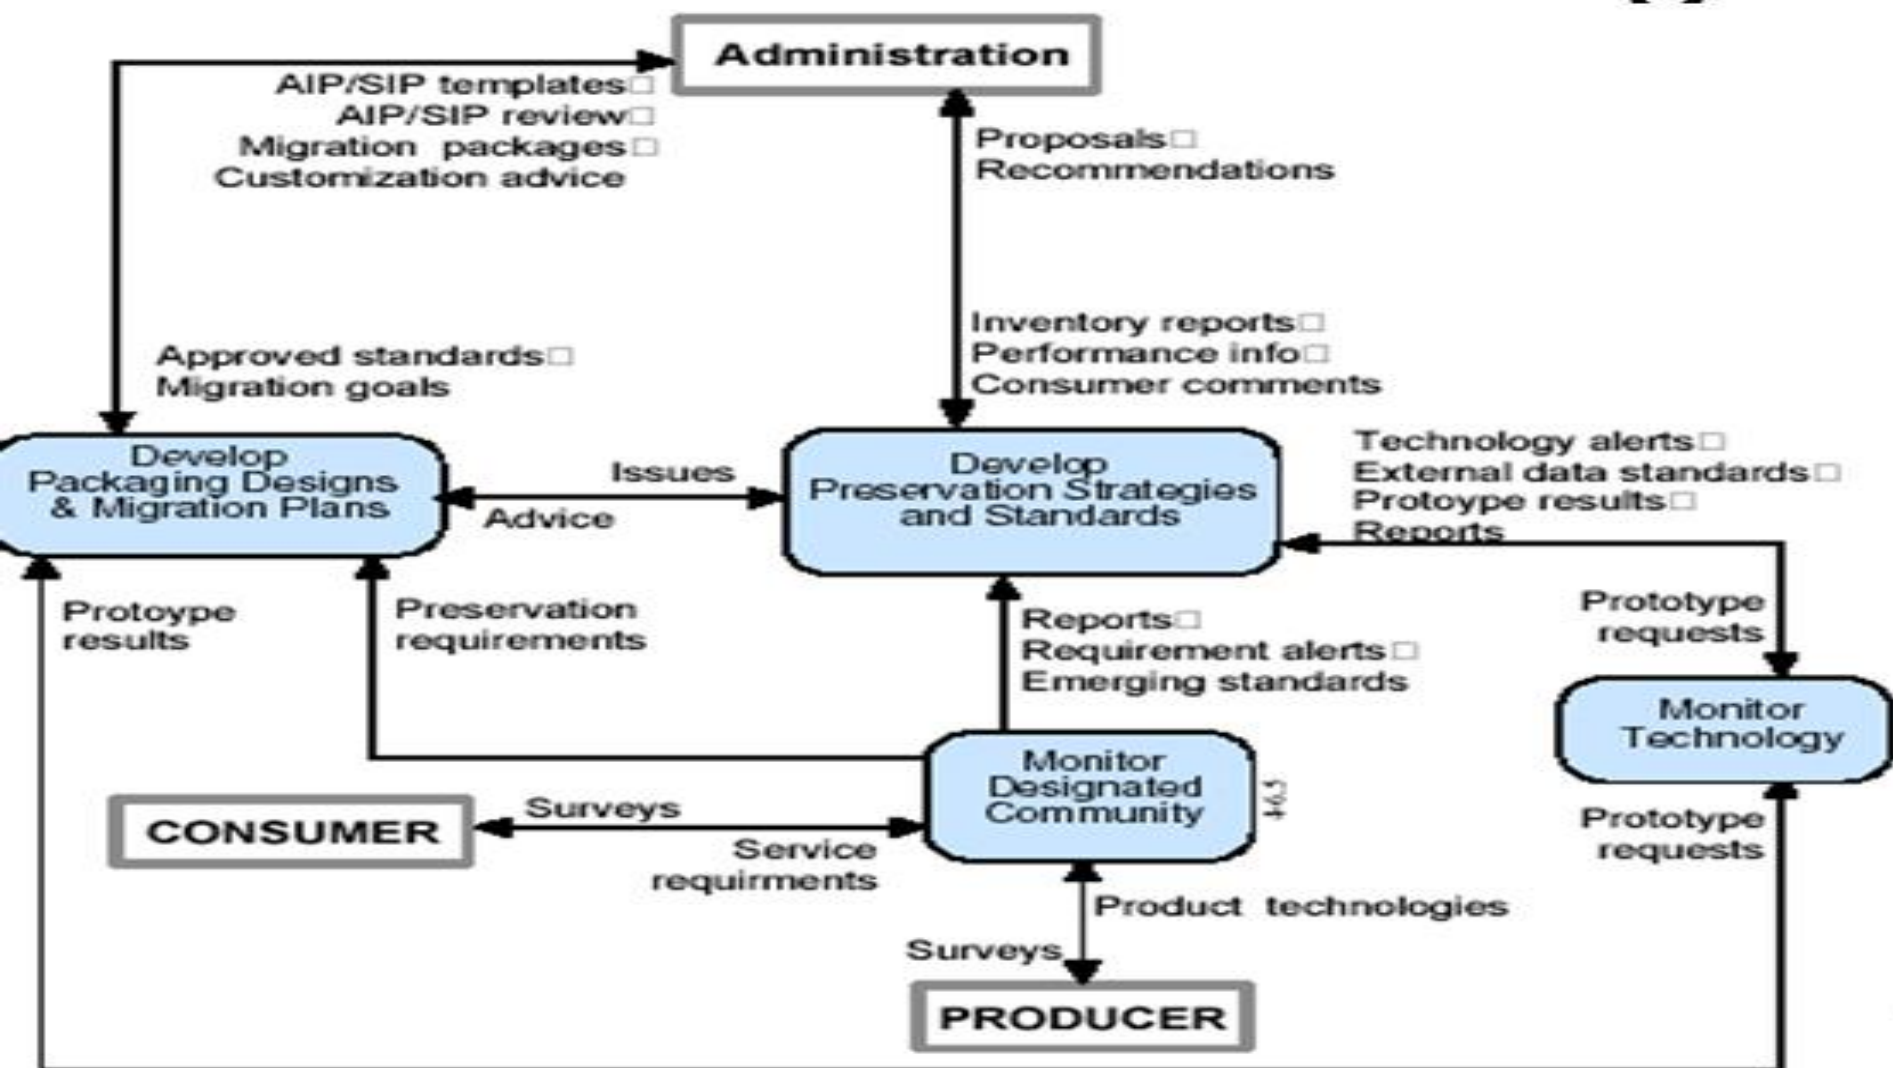 Administration
AIP/SIP templates□
AIP/SIP review□
Migration packages□
Customization advice
Proposals□
Recommendations
Inventory reports□
Performance info□
Consumer comments
Approved standards□
Migration goals
Develop
Packaging Designs
& Migration Plans
Issues
Advice
Develop
Preservation Strategies
and Standards
Technology alerts□
External data standards□
Protoype results□
Reports
Protoype
results
Preservation
requirements
Reports□
Requirement alerts□
Emerging standards
Prototype
requests
Monitor
Technology
Monitor
Designated
Community
CONSUMER
Surveys
Service
requirments
Prototype
requests
Product technologies
Surveys
PRODUCER